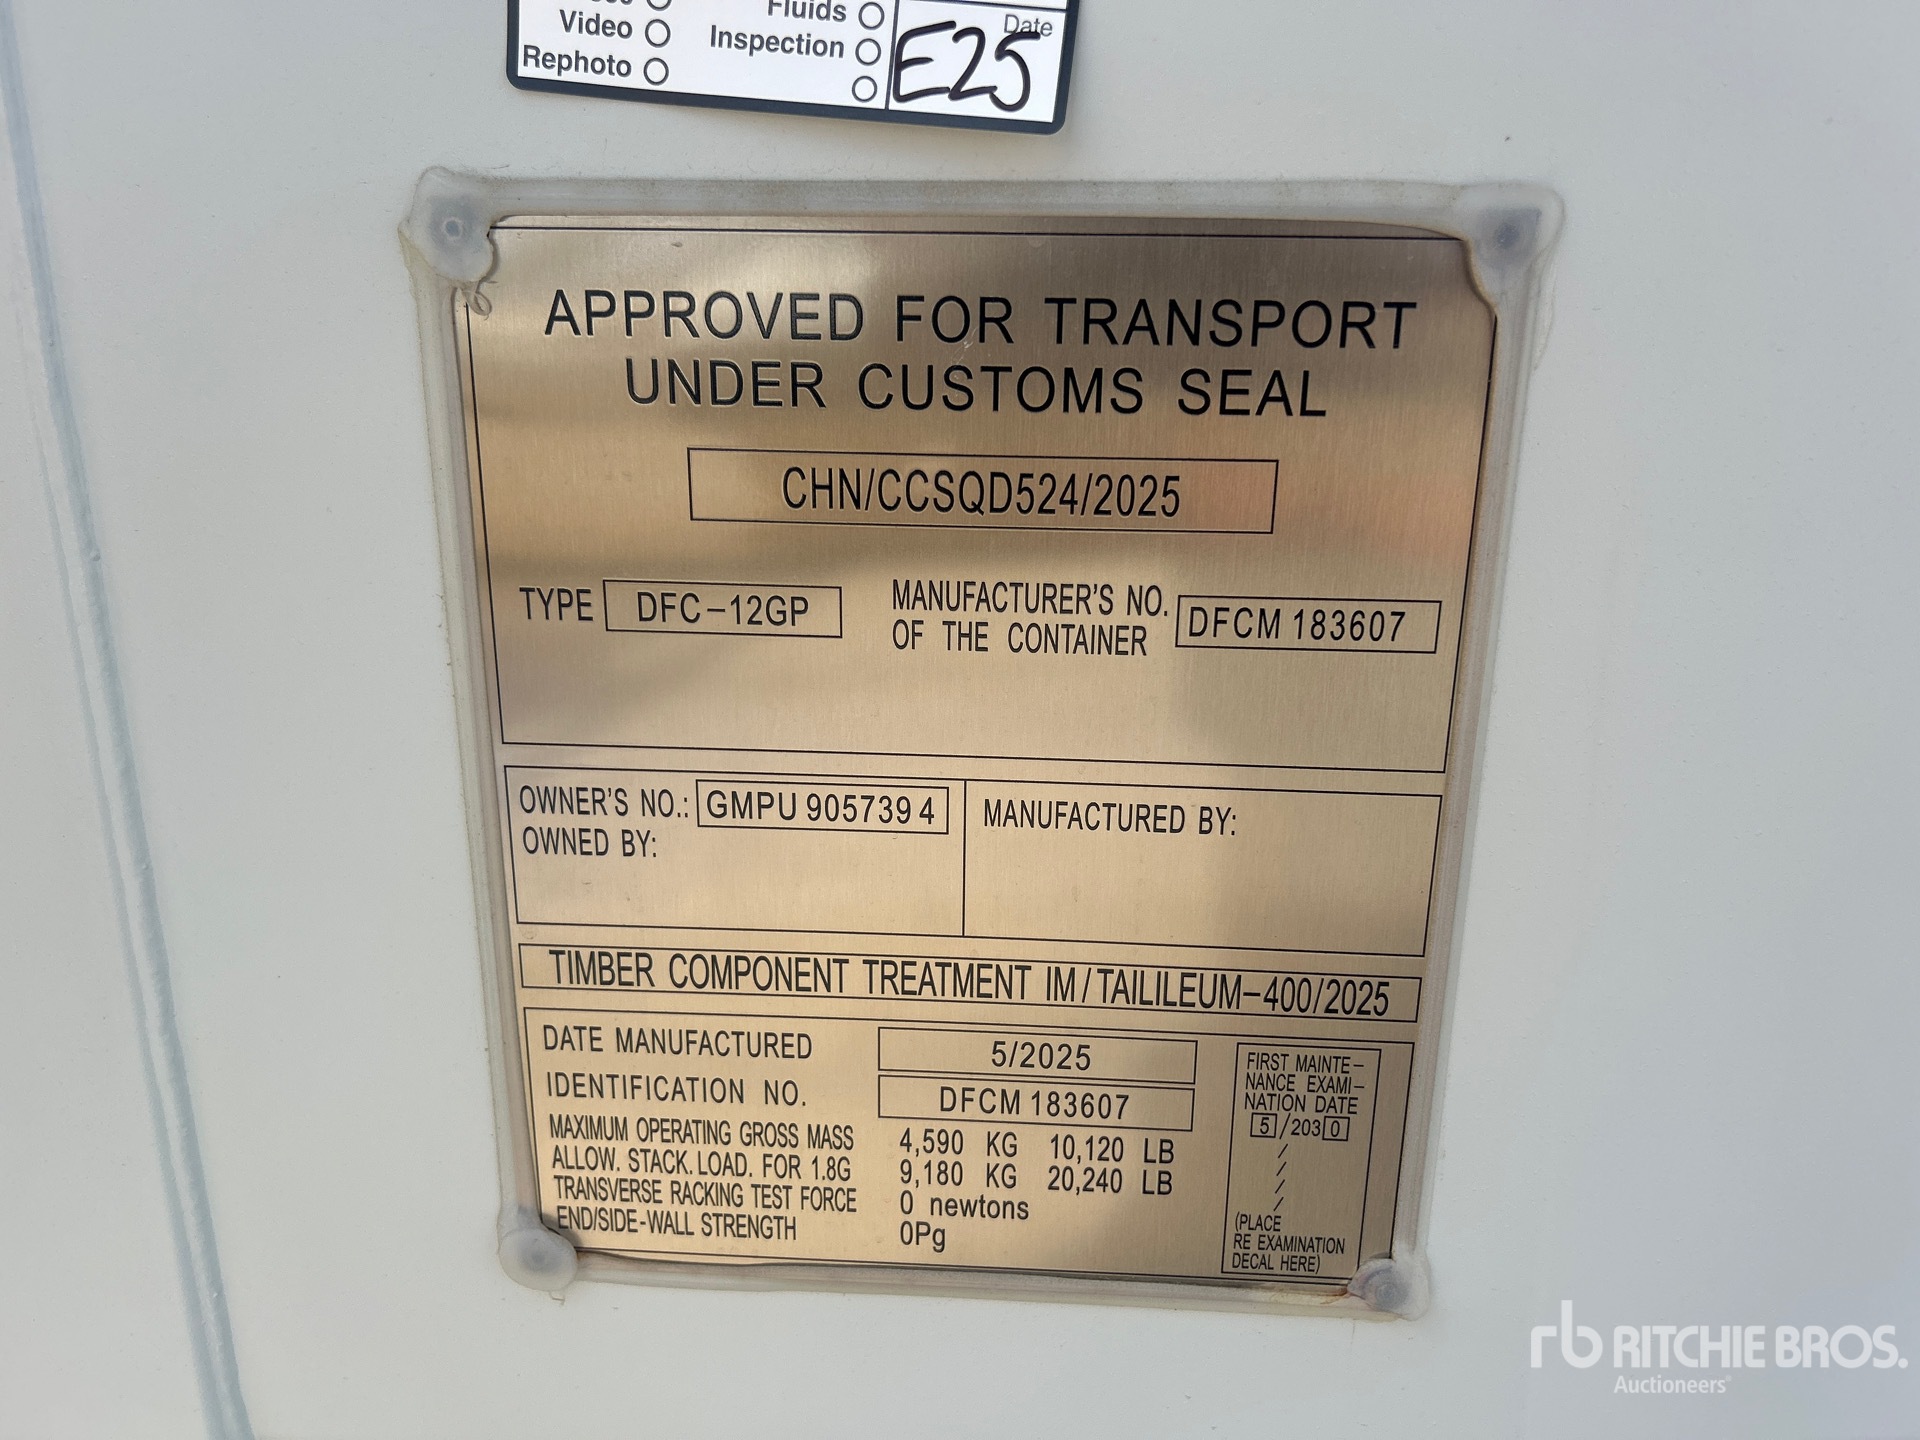 Fluids
Video
Inspection
Rephoto
Date
E25
APPROVED FOR TRANSPORT
UNDER CUSTOMS SEAL
CHN/CCSQD524/2025
TYPE DFC-12GP
MANUFACTURER'S NO.
OF THE CONTAINER
DFCM 183607
OWNER'S NO.: GMPU 905739 4
OWNED BY:
MANUFACTURED BY:
TIMBER COMPONENT TREATMENT IM/TAILILEUM-400/2025
DATE MANUFACTURED 5/2025
IDENTIFICATION NO. DFCM 183607
MAXIMUM OPERATING GROSS MASS 4,590 KG 10,120 LB
ALLOW. STACK. LOAD. FOR 1.8G 9,180 KG 20,240 LB
TRANSVERSE RACKING TEST FORCE 0 newtons
END/SIDE-WALL STRENGTH 0Pg
FIRST MAINTE-
NANCE EXAMI-
NATION DATE
5/2030
/
/
/
/
(PLACE
RE EXAMINATION
DECAL HERE)
rb RITCHIE BROS.
Auctioneers